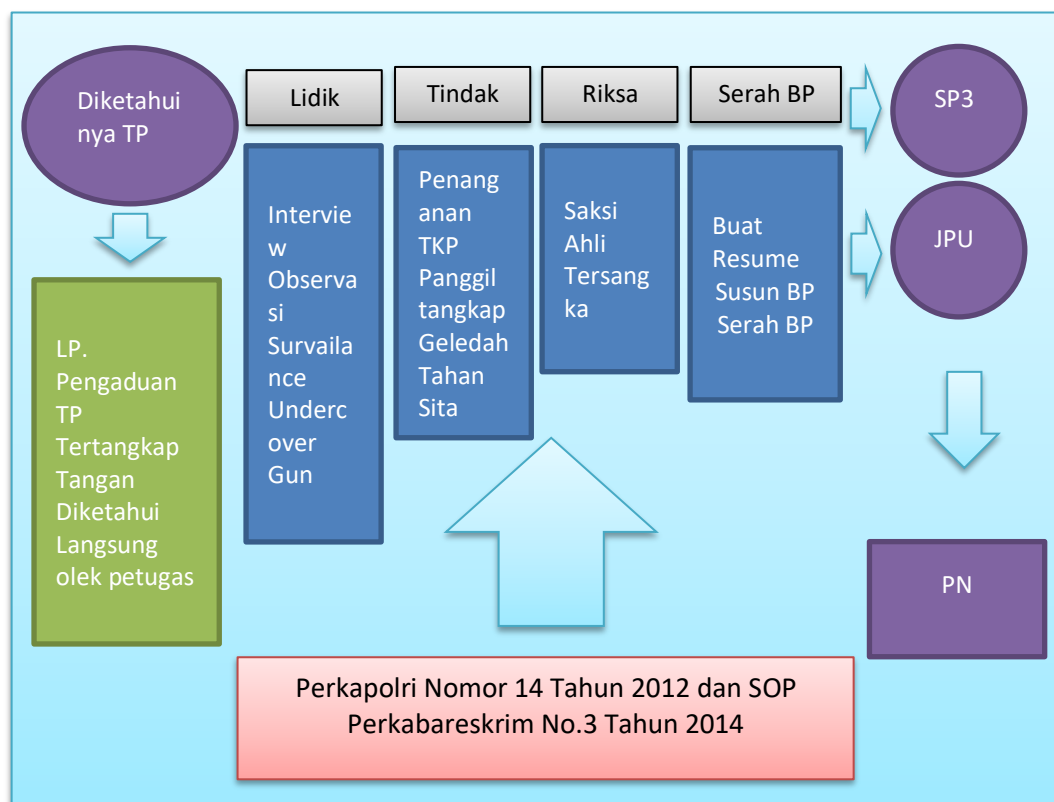 Diketahui
nya TP
LP.
Pengaduan
TP
Tertangkap
Tangan
Diketahui
Langsung
olek petugas
Lidik
Intervie
w
Observa
si
Survaila
nce
Underc
over
Gun
Tindak
Penang
anan
TKP
Panggil
tangkap
Geledah
Tahan
Sita
Riksa
Saksi
Ahli
Tersang
ka
Serah BP
Buat
Resume
Susun BP
Serah BP
SP3
JPU
PN
Perkapolri Nomor 14 Tahun 2012 dan SOP
Perkabareskrim No.3 Tahun 2014